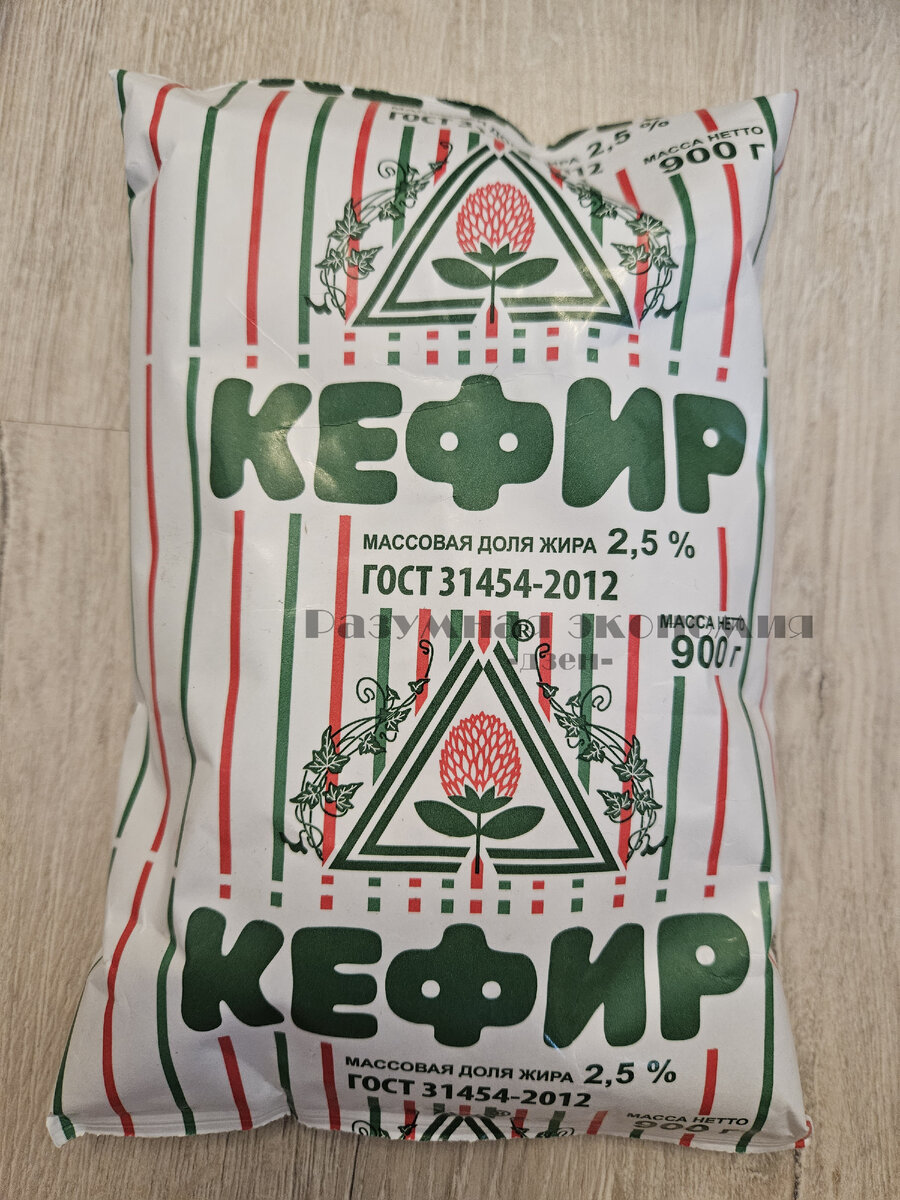 ГОСТ
2,5 %
МАССА НЕТТО
900 г
КЕФИР
МАССОВАЯ ДОЛЯ ЖИРА 2,5 %
ГОСТ 31454-2012
Разумная экономия
-дзен-
®
МАССА НЕТТО
900 г
КЕФИР
МАССОВАЯ ДОЛЯ ЖИРА 2,5 %
ГОСТ 31454-2012
МАССА НЕТТО
900 г